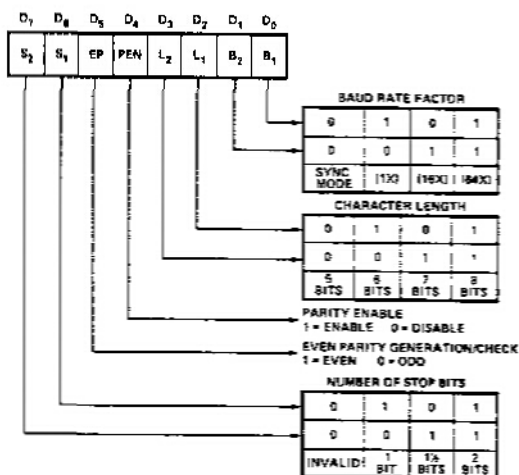 D7 D6 D5 D4 D3 D2 D1 D0
S2 S1 EP PEN L2 L1 B2 B1
BAUD RATE FACTOR
0 1 0 1
0 0 1 1
SYNC MODE (1X) (16X) (64X)
CHARACTER LENGTH
0 1 0 1
0 0 1 1
5 BITS 6 BITS 7 BITS 8 BITS
PARITY ENABLE
1 = ENABLE 0 = DISABLE
EVEN PARITY GENERATION/CHECK
1 = EVEN 0 = ODD
NUMBER OF STOP BITS
0 1 0 1
0 0 1 1
INVALID 1 BIT 1½ BITS 2 BITS